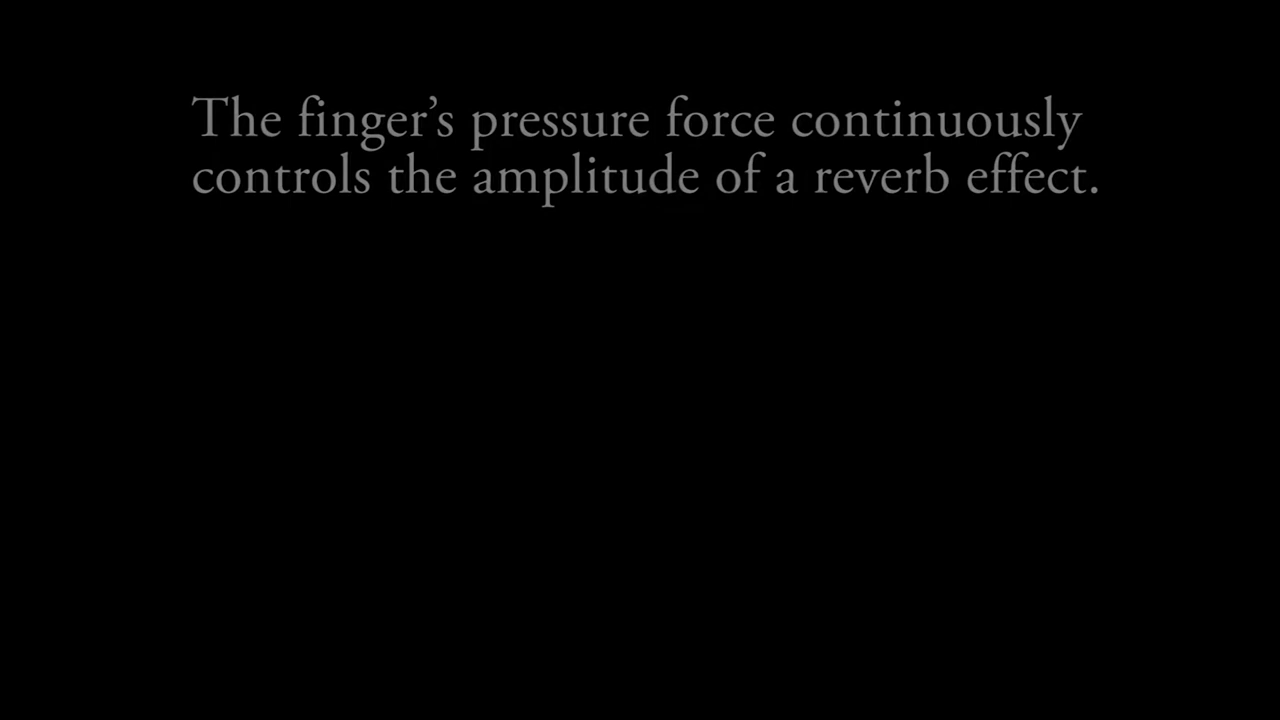 The finger’s pressure force continuously
controls the amplitude of a reverb effect.